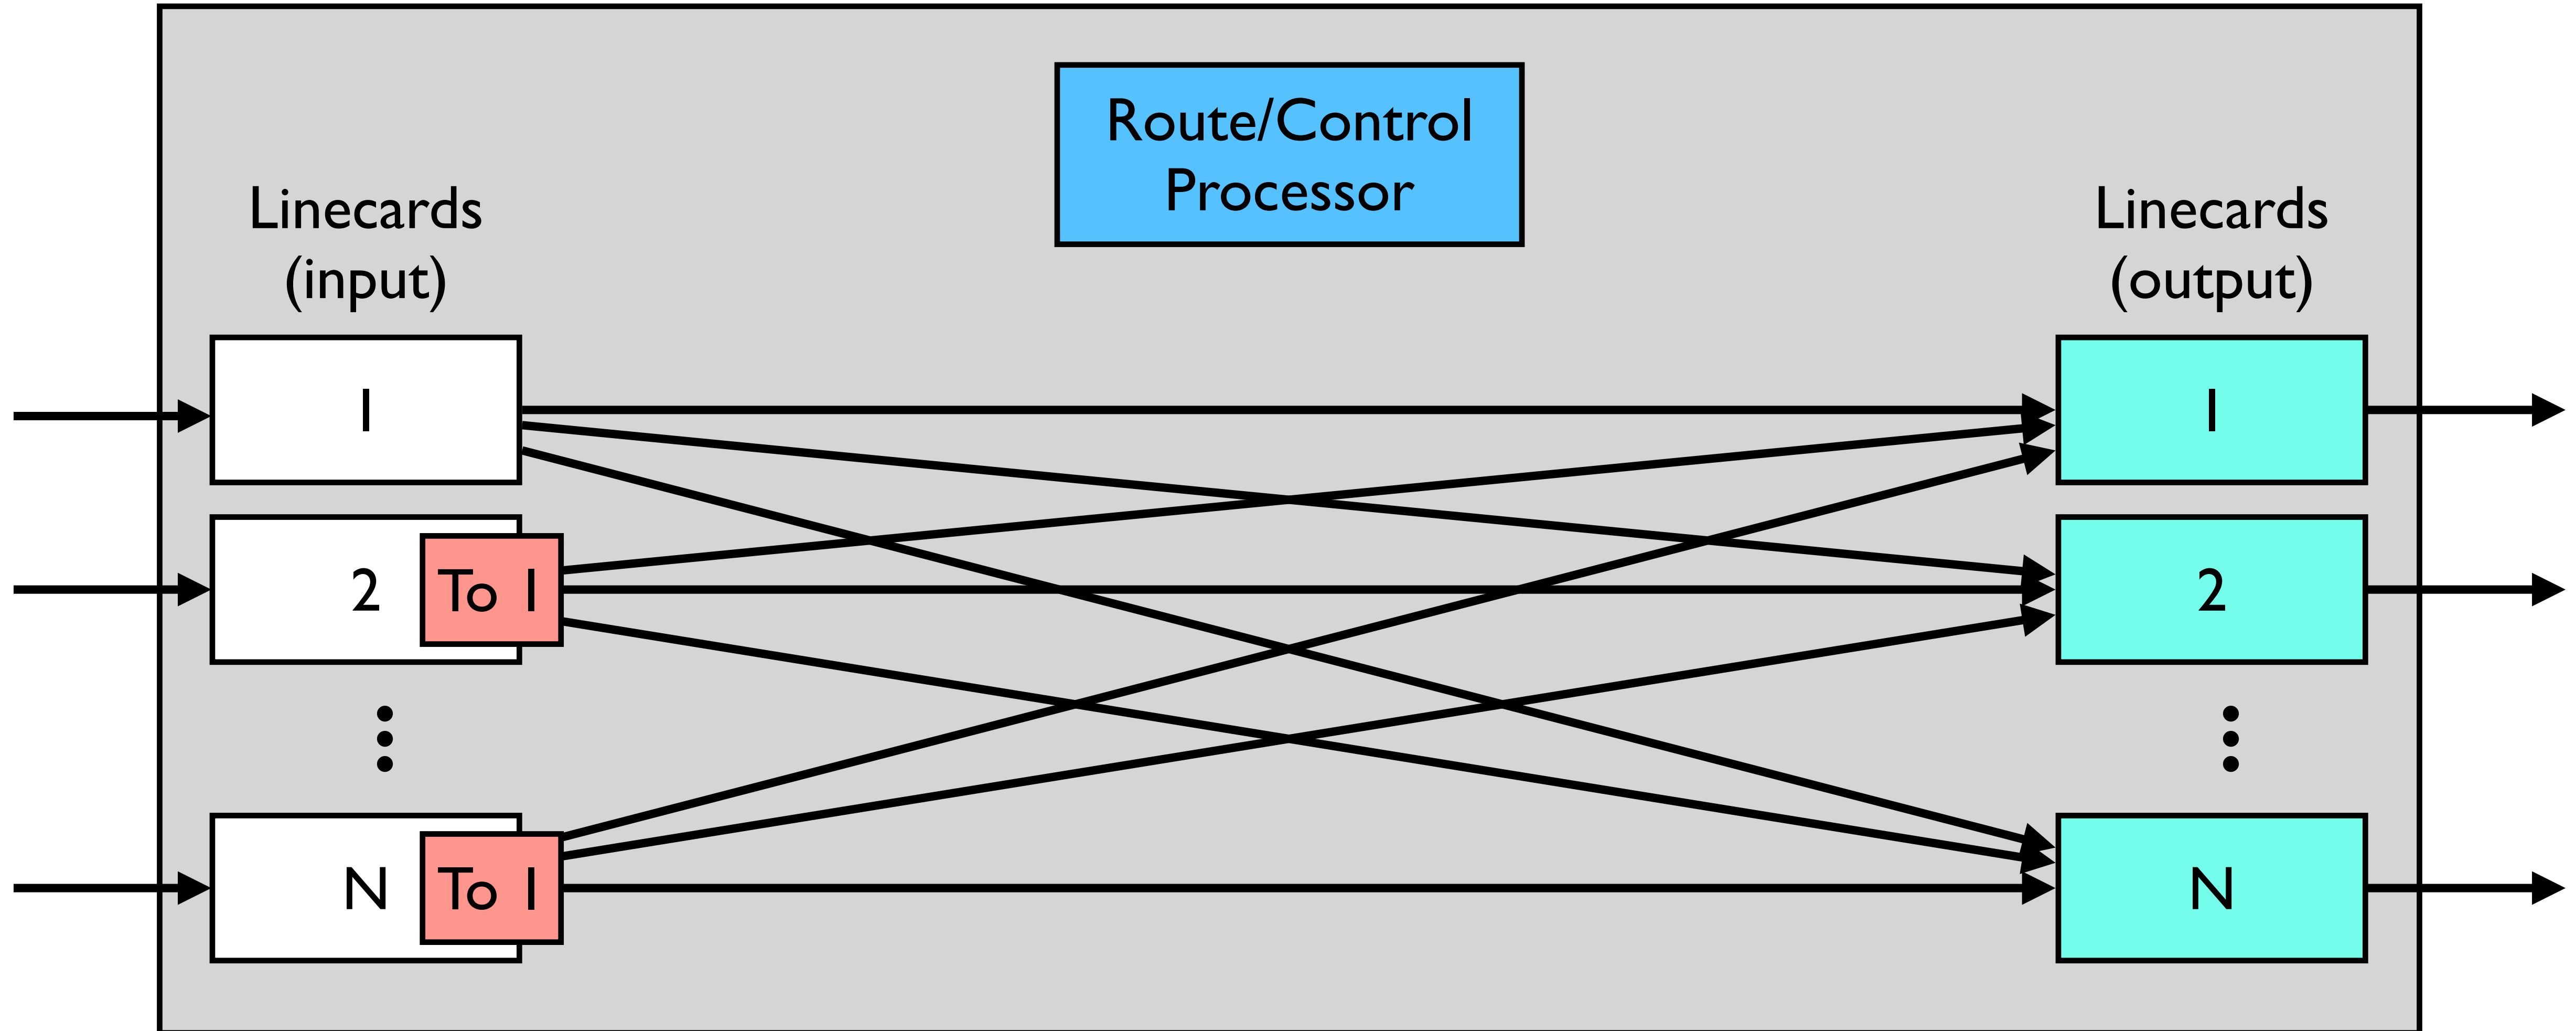 Route/Control
Processor
Linecards
(input)
Linecards
(output)
1
1
2
To 1
2
N
To 1
N